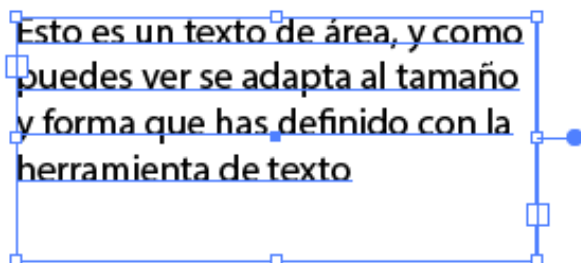 Esto es un texto de área, y como
puedes ver se adapta al tamaño
y forma que has definido con la
herramienta de texto